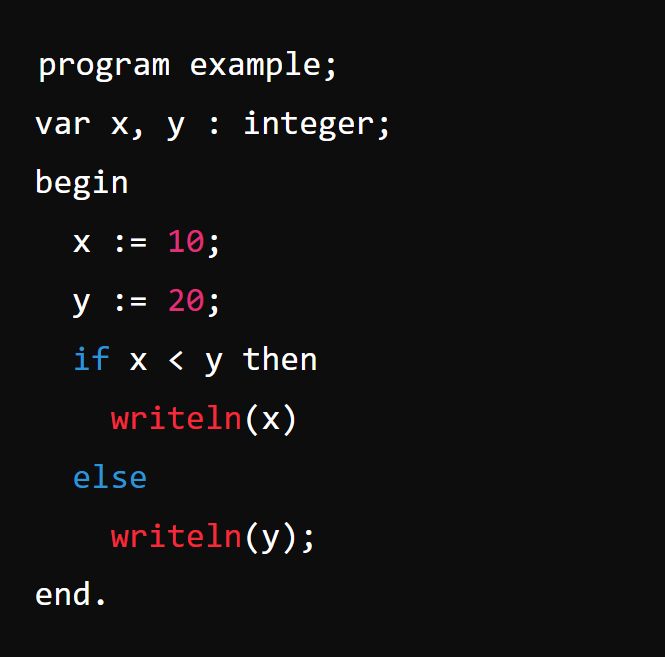 program example;
var x, y : integer;
begin
  x := 10;
  y := 20;
  if x < y then
    writeln(x)
  else
    writeln(y);
end.